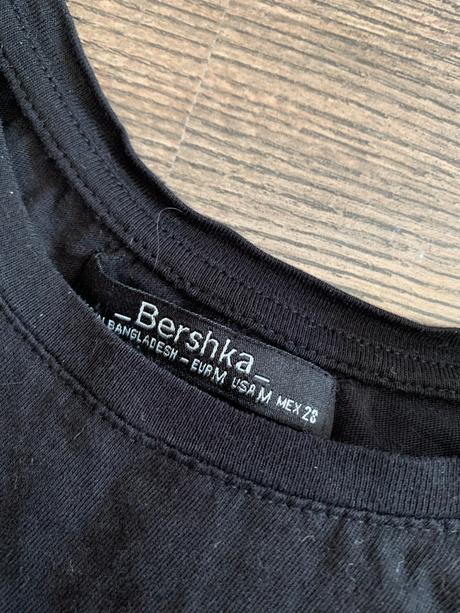 _Bershka_
BANGLADESH - EUR M USA M MEX 28